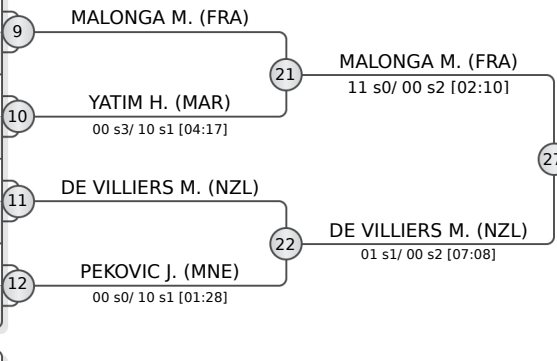 MALONGA M. (FRA)
9
MALONGA M. (FRA)
21
11 s0/ 00 s2 [02:10]
YATIM H. (MAR)
10
00 s3/ 10 s1 [04:17]
27
DE VILLIERS M. (NZL)
11
DE VILLIERS M. (NZL)
22
01 s1/ 00 s2 [07:08]
PEKOVIC J. (MNE)
12
00 s0/ 10 s1 [01:28]